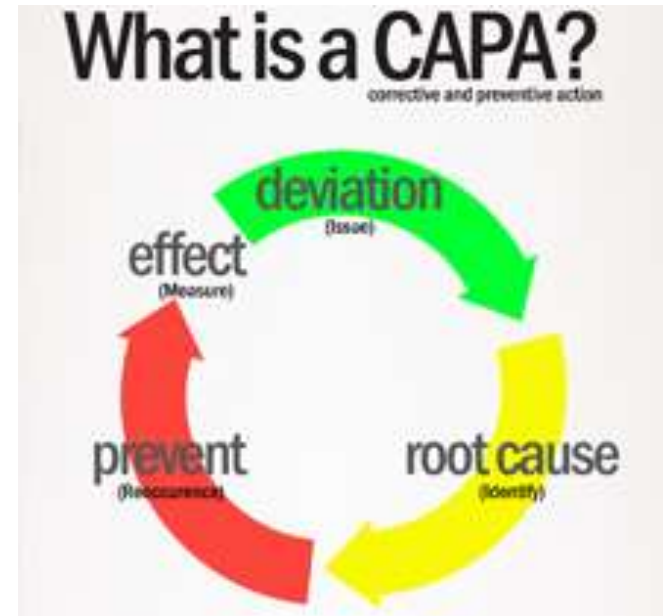 What is a CAPA?
corrective and preventive action
deviation
(Issue)
effect
(Measure)
prevent
(Reoccurence)
root cause
(Identify)